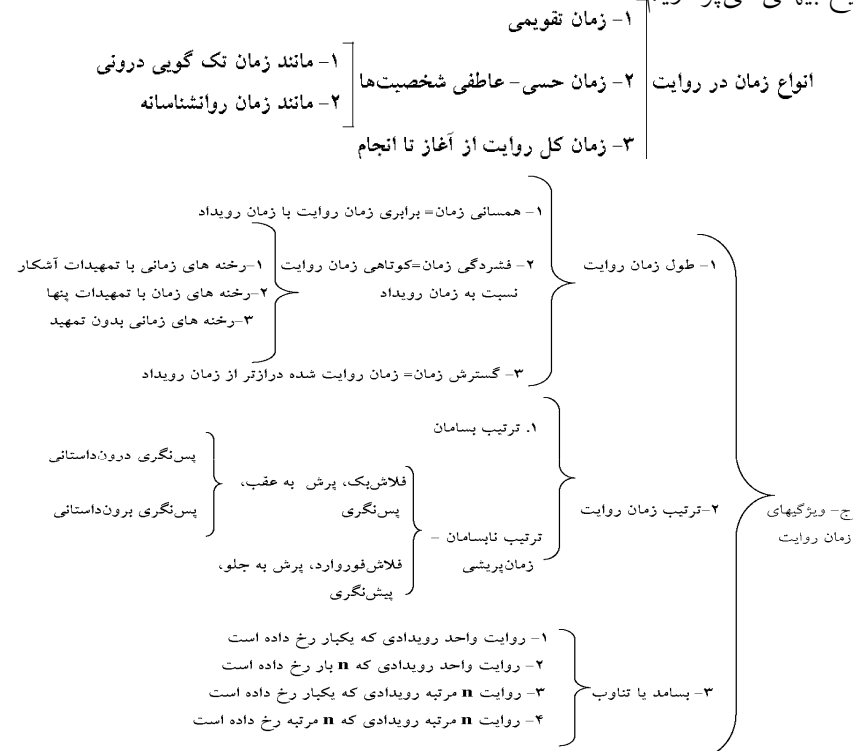 ۱- زمان تقویمی
انواع زمان در روایت
۲- زمان حسی- عاطفی شخصیت‌ها
۱- مانند زمان تک گویی درونی
۲- مانند زمان روانشناسانه
۳- زمان کل روایت از آغاز تا انجام
ج- ویژگیهای
زمان روایت
۱- طول زمان روایت
۱- همسانی زمان= برابری زمان روایت با زمان رویداد
۲- فشردگی زمان=کوتاهی زمان روایت
نسبت به زمان رویداد
۱-رخنه های زمانی با تمهیدات آشکار
۲-رخنه های زمان با تمهیدات پنها
۳-رخنه های زمانی بدون تمهید
۳- گسترش زمان= زمان روایت شده درازتر از زمان رویداد
۲-ترتیب زمان روایت
۱. ترتیب بسامان
ترتیب نابسامان -
زمان‌پریشی
فلاش‌بک، پرش به عقب،
پس‌نگری
پس‌نگری درون‌داستانی
پس‌نگری برون‌داستانی
فلاش‌فوروارد، پرش به جلو،
پیش‌نگری
۳- بسامد یا تناوب
۱- روایت واحد رویدادی که یکبار رخ داده است
۲- روایت واحد رویدادی که n بار رخ داده است
۳- روایت n مرتبه رویدادی که یکبار رخ داده است
۴- روایت n مرتبه رویدادی که n مرتبه رخ داده است